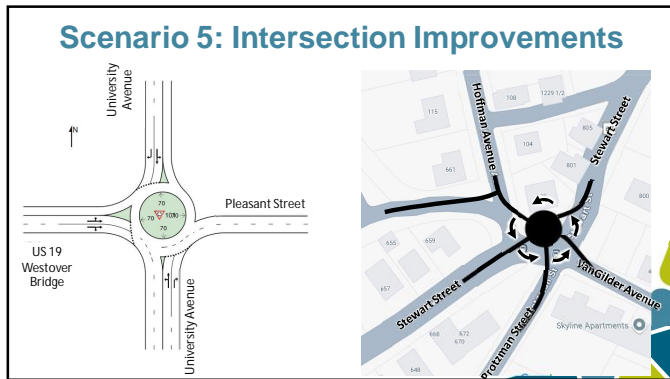 Scenario 5: Intersection Improvements
University
Avenue
N
70
70
70
Pleasant Street
US 19
Westover
Bridge
University Avenue
Hoffman Avenue
115
108
1229 1/2
805
Stewart Street
104
801
661
800
655
659
657
VanGilder Avenue
Stewart Street
Protzman Street
668
672
670
648
Skyline Apartments